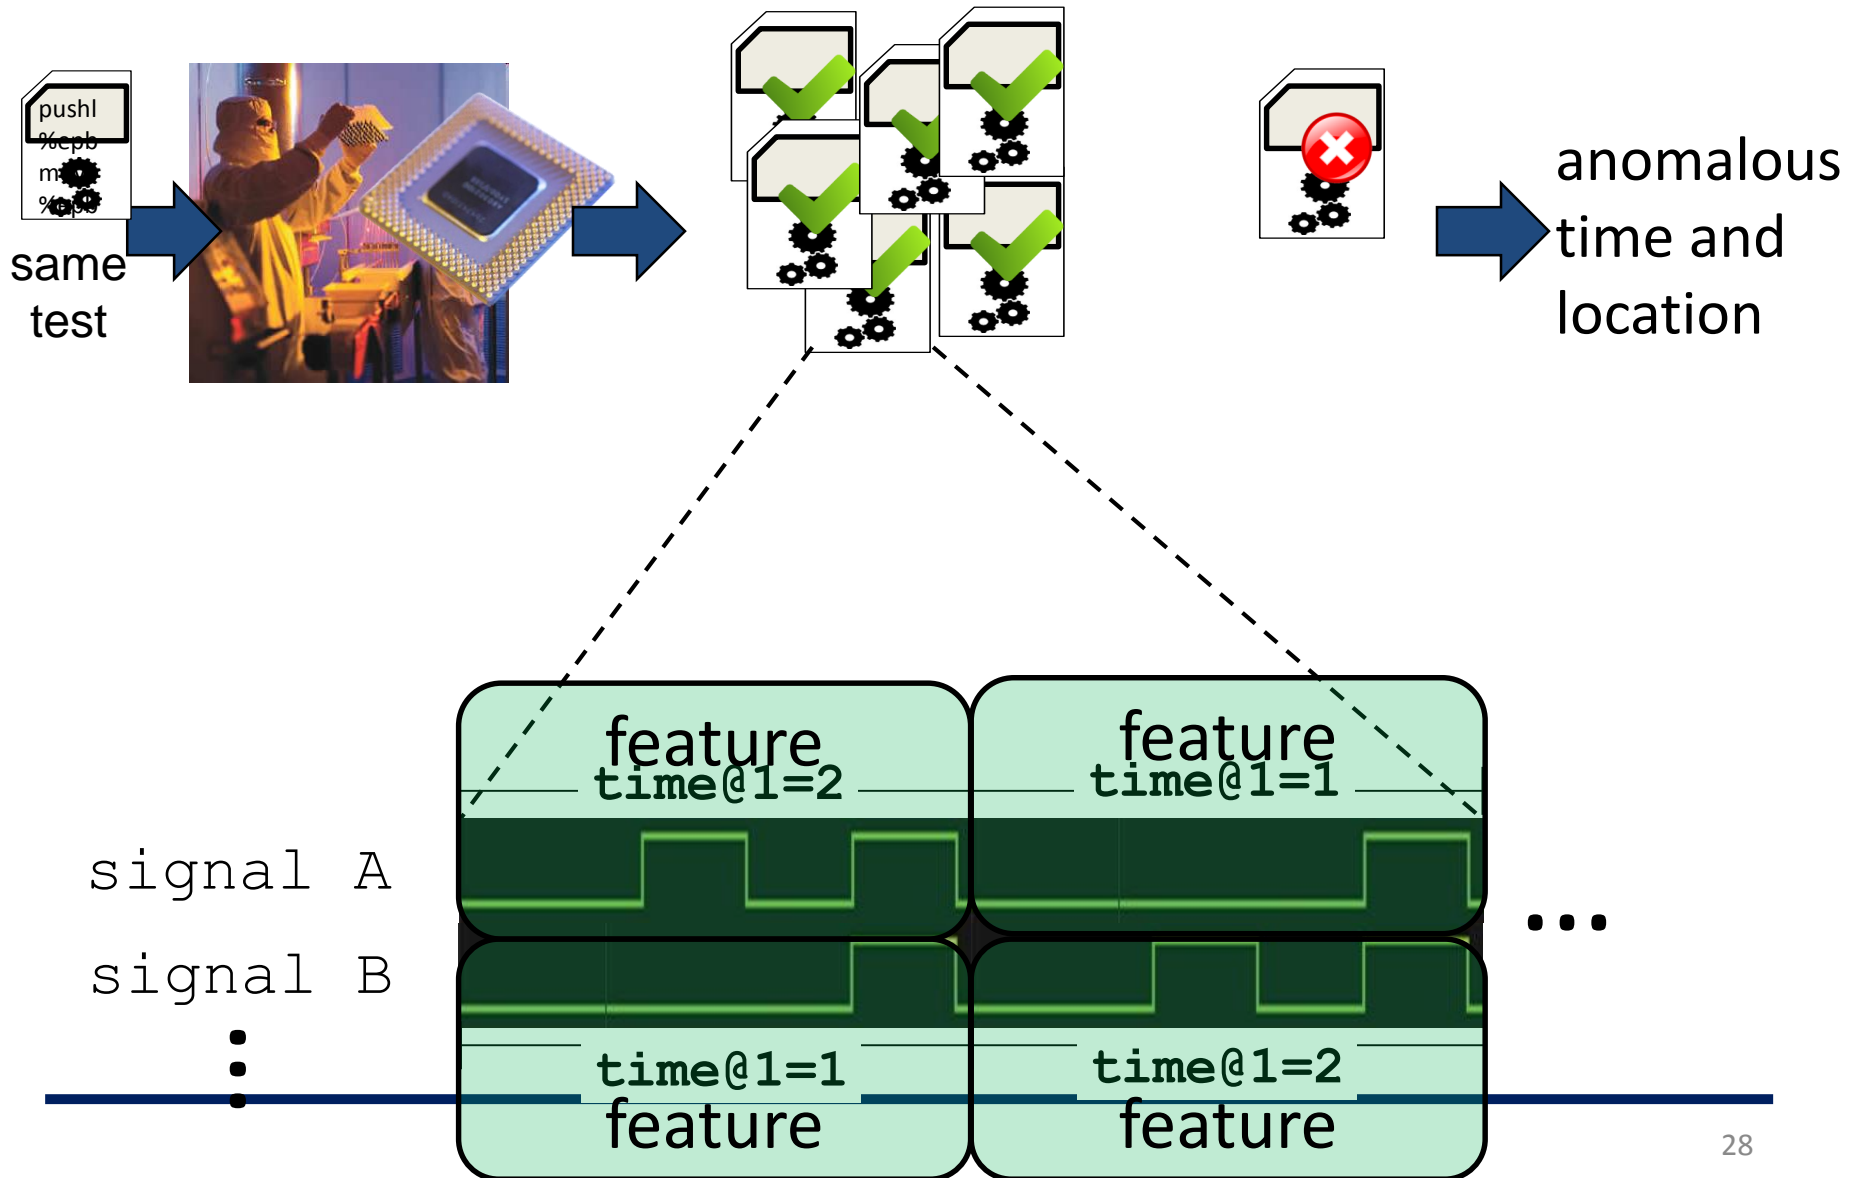 pushl
%epb
same
test
anomalous
time and
location
feature
feature
time@1=2
time@1=1
signal A
signal B
time@1=1
time@1=2
feature
feature
28